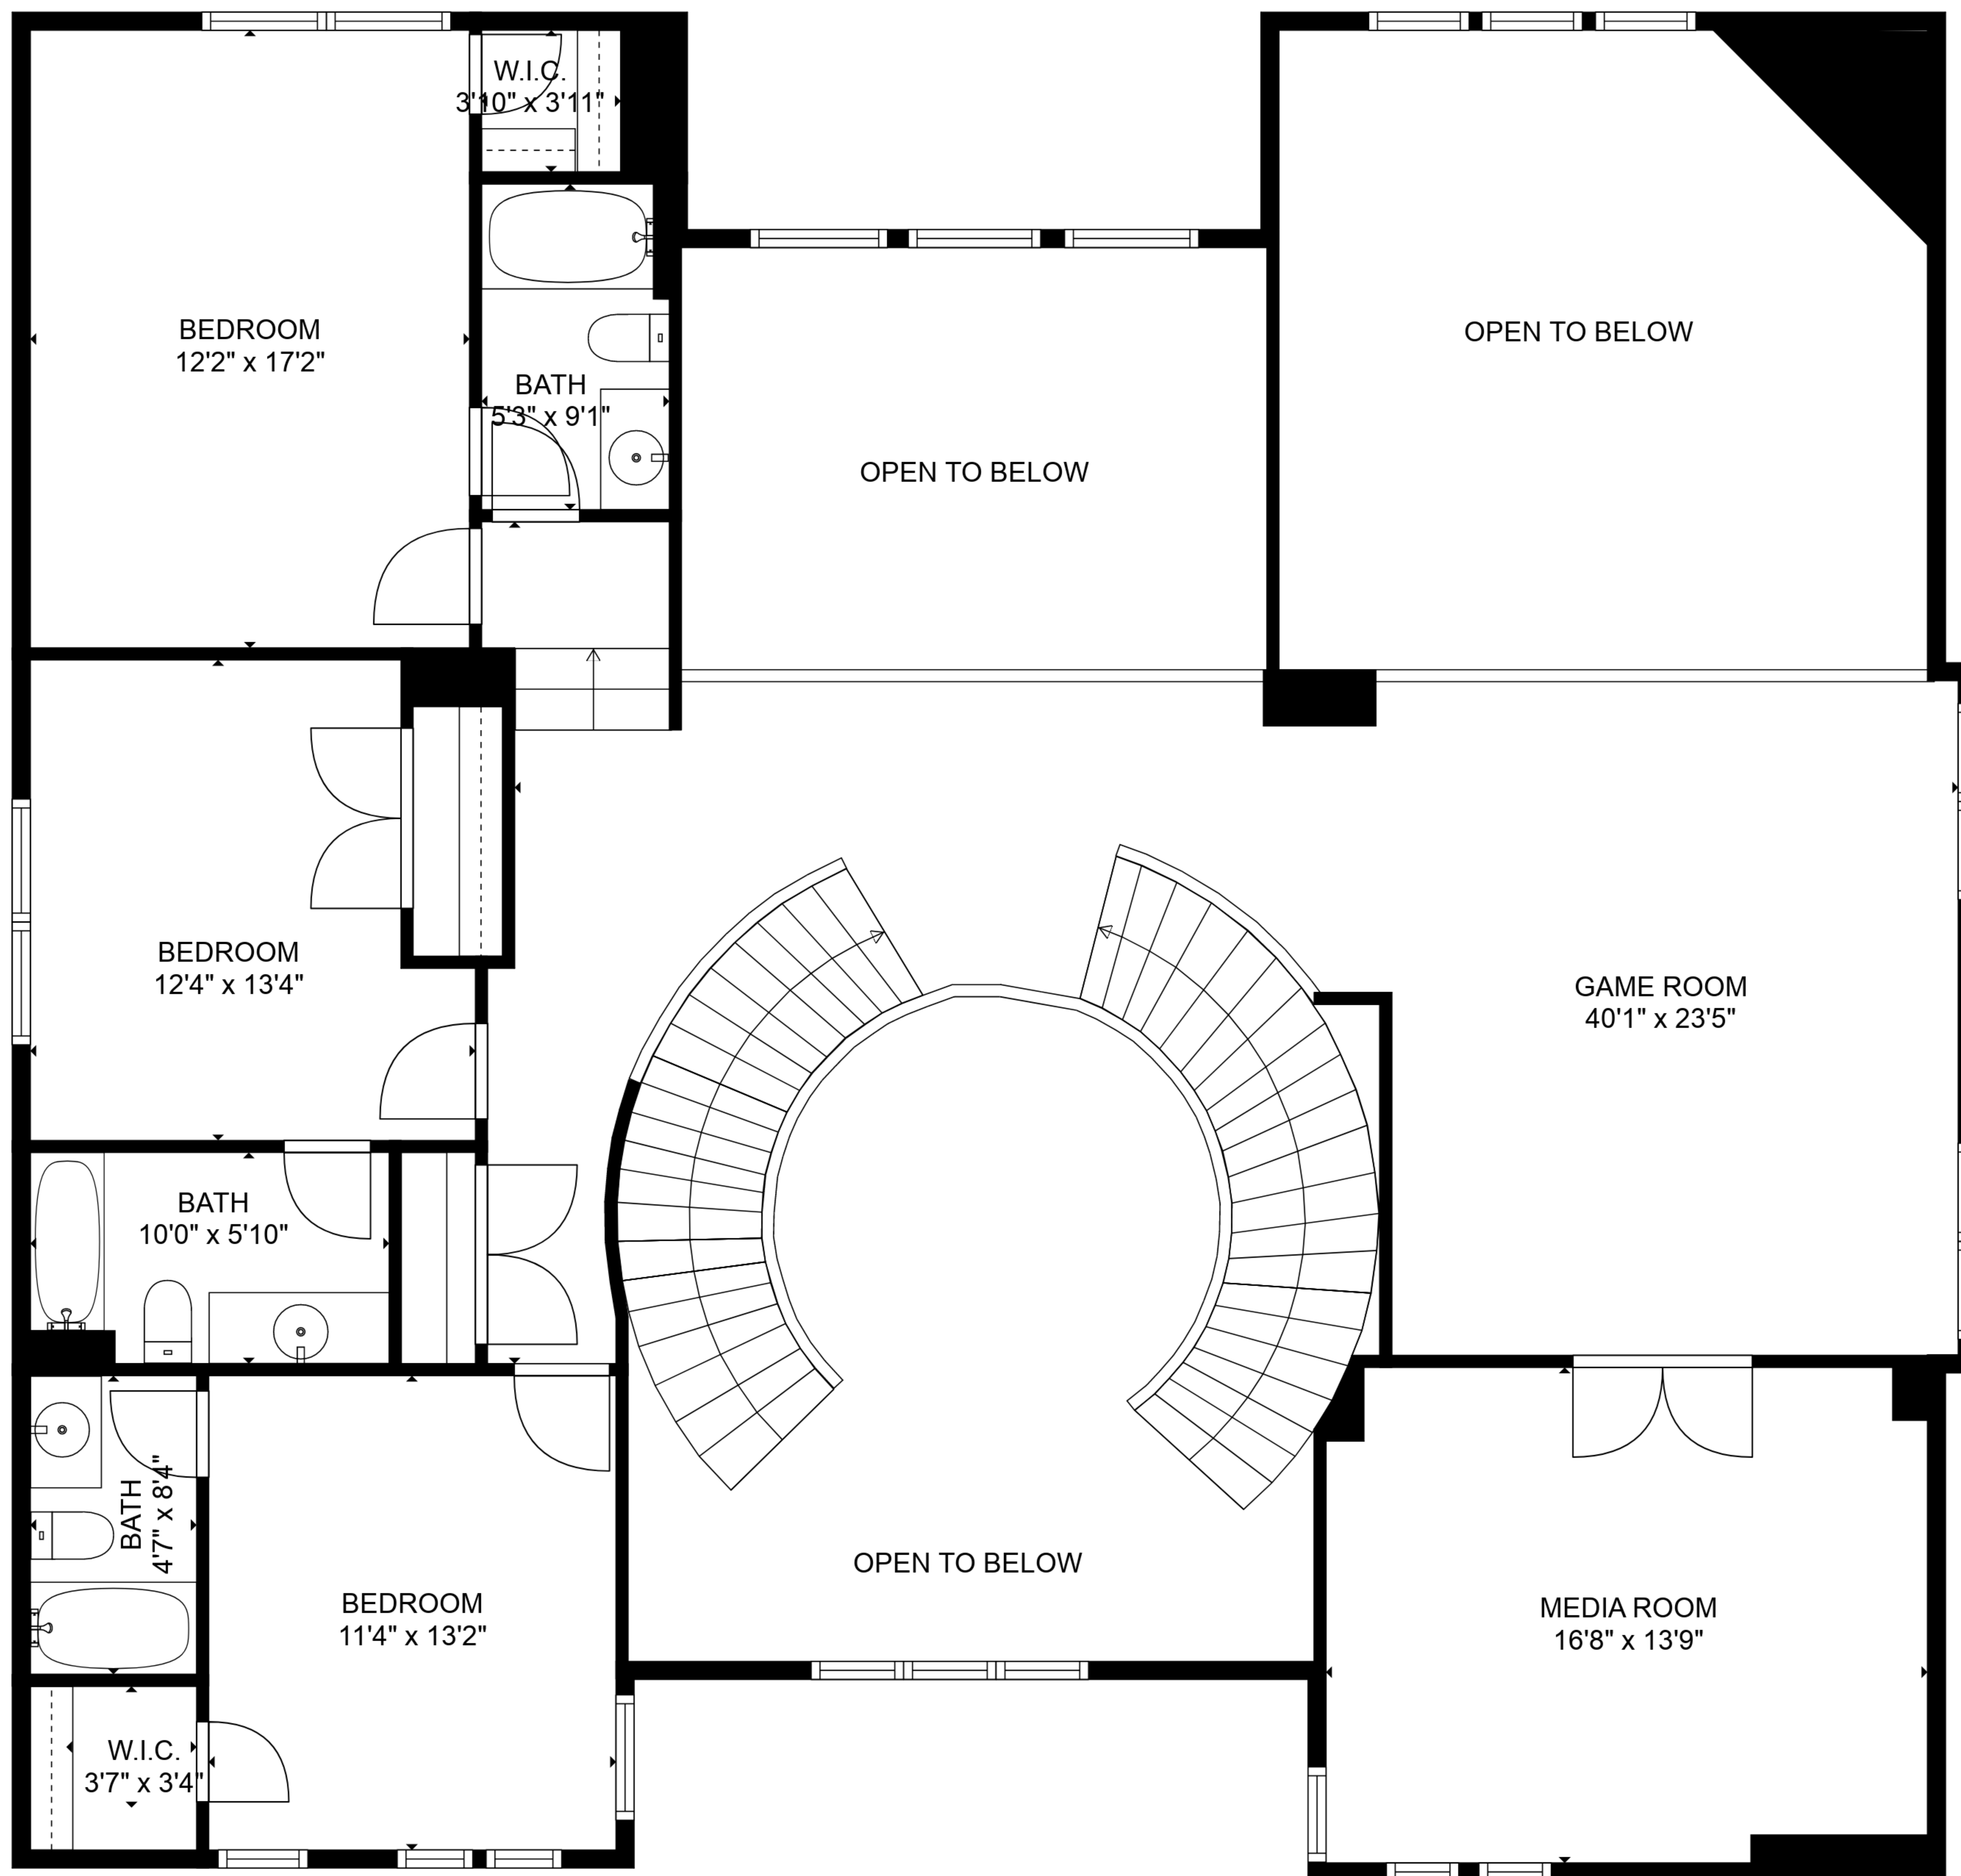 W.I.C.
3'10" x 3'11"
BEDROOM
12'2" x 17'2"
OPEN TO BELOW
BATH
5'3" x 9'1"
OPEN TO BELOW
BEDROOM
12'4" x 13'4"
GAME ROOM
40'1" x 23'5"
BATH
10'0" x 5'10"
BATH
4'7" x 8'4"
OPEN TO BELOW
BEDROOM
11'4" x 13'2"
MEDIA ROOM
16'8" x 13'9"
W.I.C.
3'7" x 3'4"